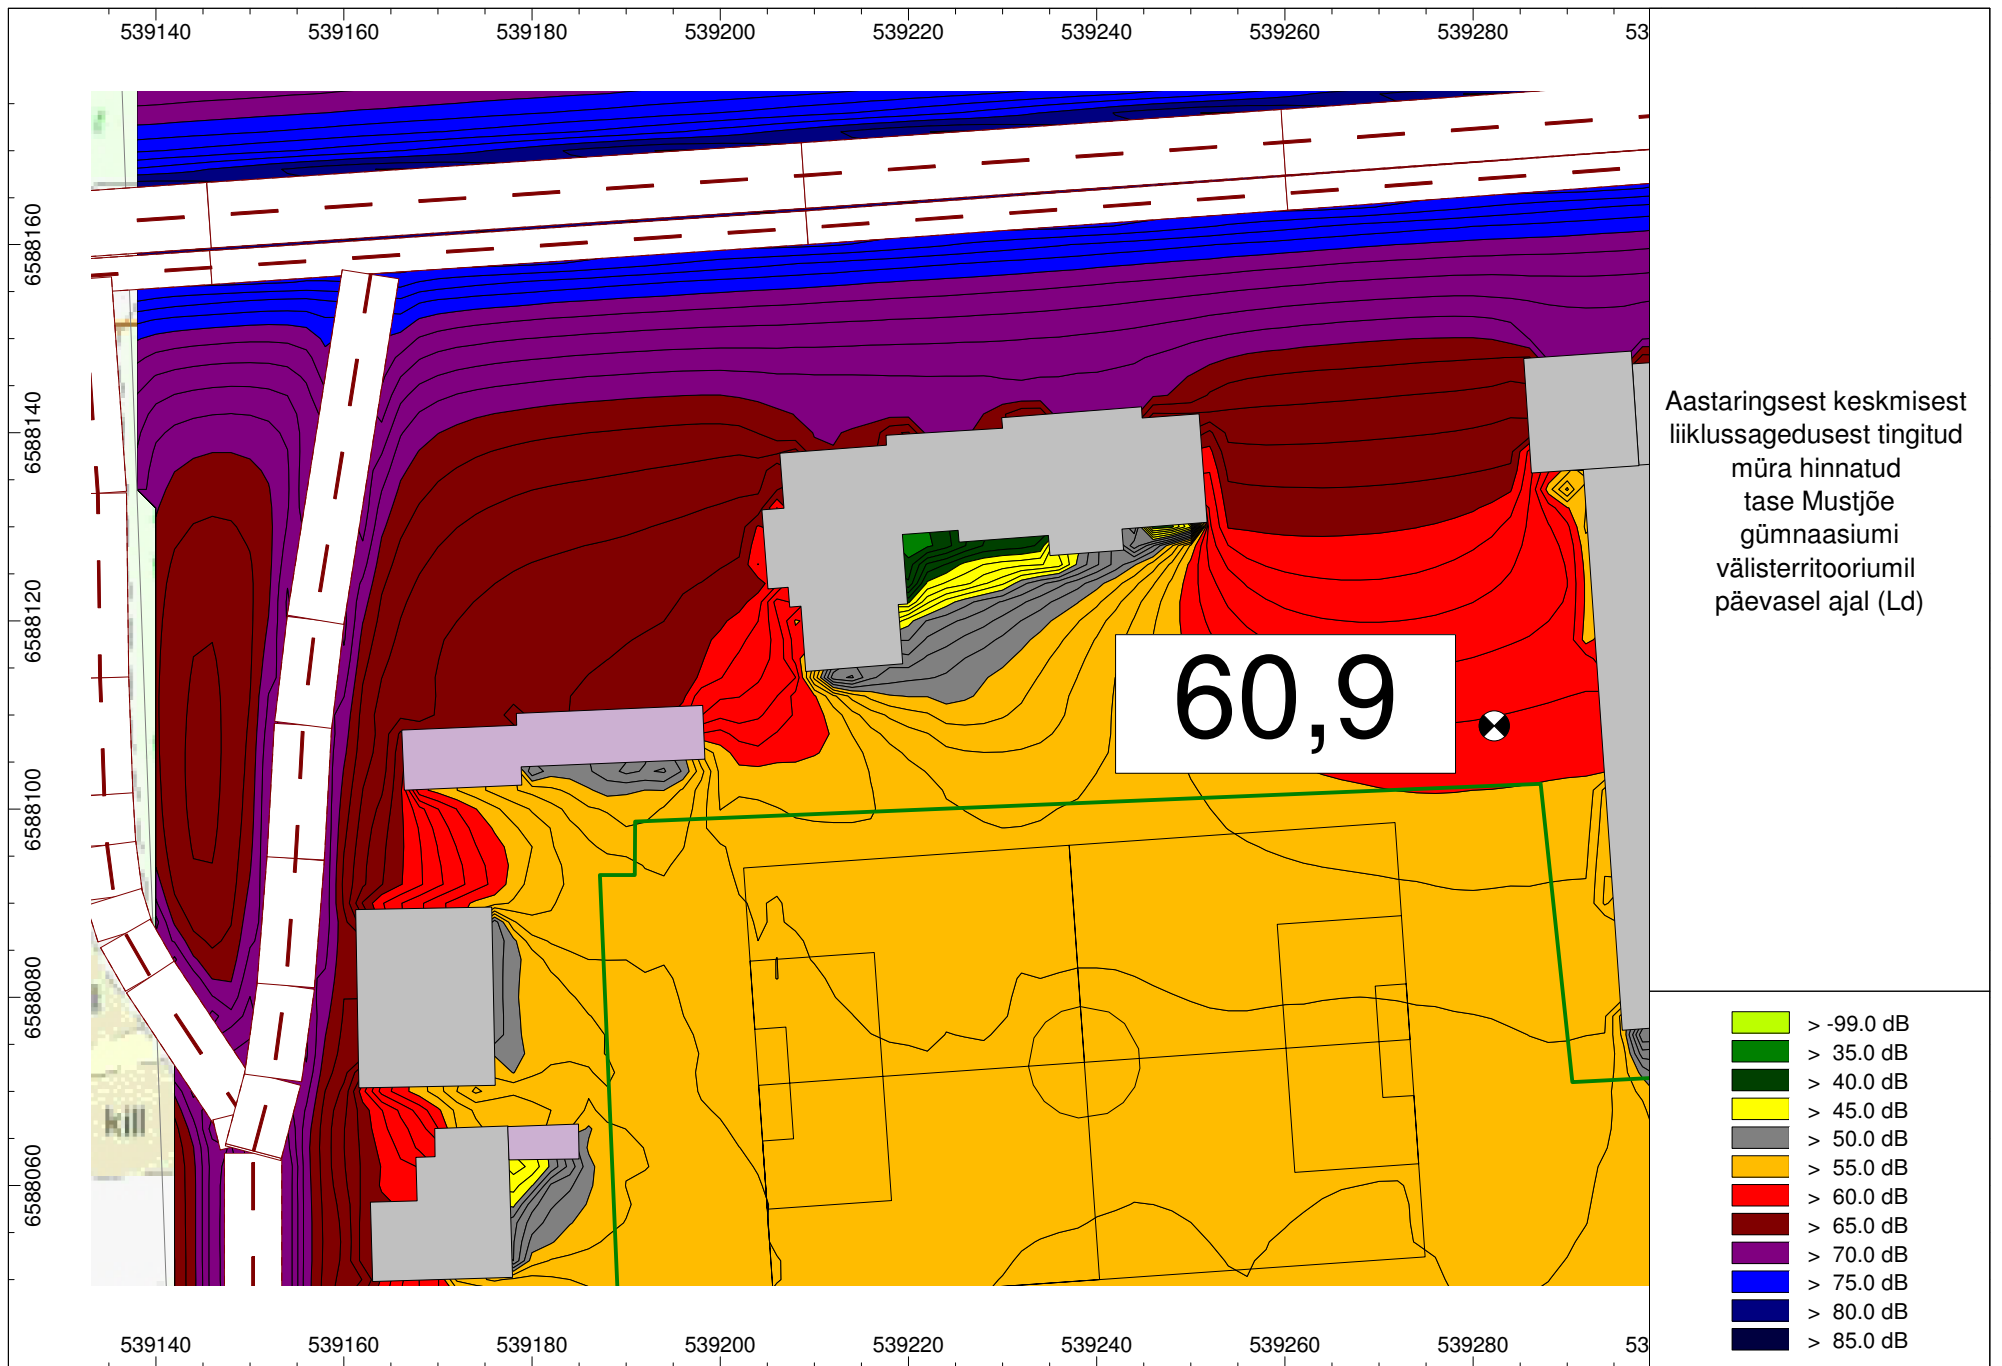 539140 539160 539180 539200 539220 539240 539260 539280 53
6588160
6588140
6588120
6588100
6588080
6588060
60,9
kill
539140 539160 539180 539200 539220 539240 539260 539280 53
Aastaringsest keskmisest
liiklussagedusest tingitud
müra hinnatud
tase Mustjõe
gümnaasiumi
välisterritooriumil
päevasel ajal (Ld)
> -99.0 dB
> 35.0 dB
> 40.0 dB
> 45.0 dB
> 50.0 dB
> 55.0 dB
> 60.0 dB
> 65.0 dB
> 70.0 dB
> 75.0 dB
> 80.0 dB
> 85.0 dB